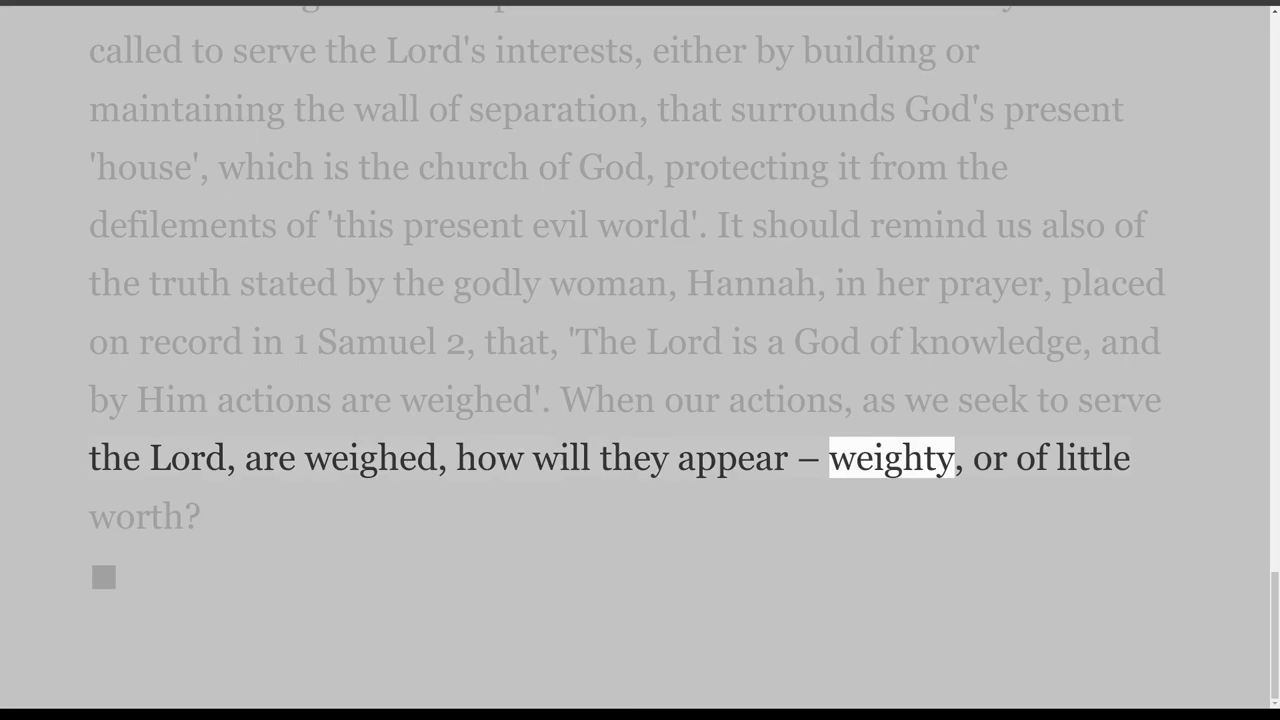 called to serve the Lord's interests, either by building or
maintaining the wall of separation, that surrounds God's present
'house', which is the church of God, protecting it from the
defilements of 'this present evil world'. It should remind us also of
the truth stated by the godly woman, Hannah, in her prayer, placed
on record in 1 Samuel 2, that, 'The Lord is a God of knowledge, and
by Him actions are weighed'. When our actions, as we seek to serve
the Lord, are weighed, how will they appear – weighty, or of little
worth?